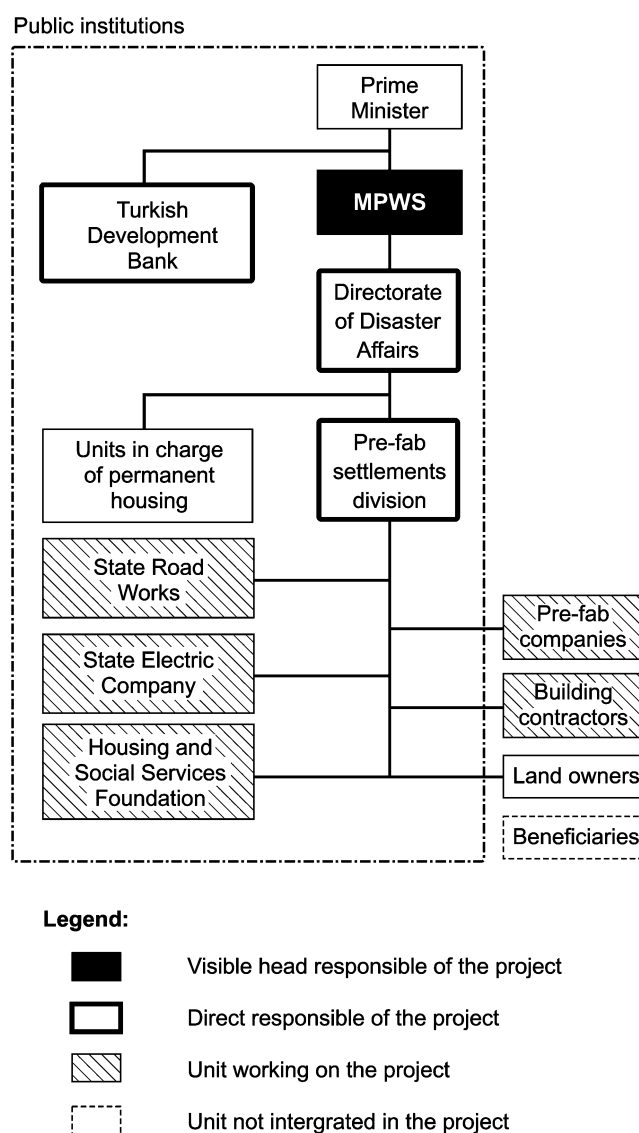 Public institutions
Prime
Minister
Turkish
Development
Bank
MPWS
Directorate
of Disaster
Affairs
Units in charge
of permanent
housing
Pre-fab
settlements
division
State Road
Works
State Electric
Company
Housing and
Social Services
Foundation
Pre-fab
companies
Building
contractors
Land owners
Beneficiaries
Legend:
Visible head responsible of the project
Direct responsible of the project
Unit working on the project
Unit not intergrated in the project